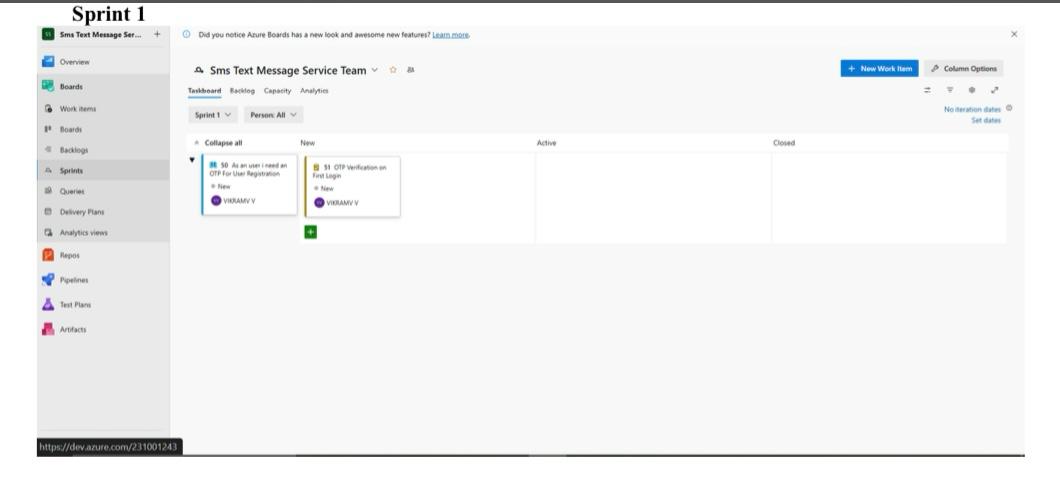 Sprint 1
Sms Text Message Ser... +
Did you notice Azure Boards has a new look and awesome new features? Learn more.
Overview
Sms Text Message Service Team
+ New Work Item
Column Options
Boards
Taskboard Backlog Capacity Analytics
Work items
Sprint 1
Person: All
No iteration dates
Set dates
Boards
Backlogs
Sprints
Queries
Delivery Plans
Analytics views
Repos
Pipelines
Test Plans
Artifacts
Collapse all
New
Active
Closed
50 As an user i need an
OTP For User Registration
New
VIKRAMV V
51 OTP Verification on
First Login
New
VIKRAMV V
https://dev.azure.com/231001243